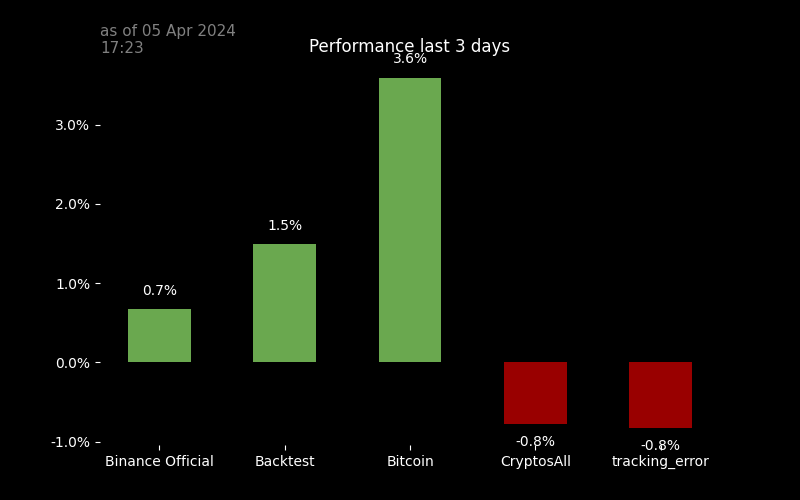 as of 05 Apr 2024
17:23
Performance last 3 days
3.6%
3.0%
2.0%
1.5%
1.0%
0.7%
0.0%
-1.0%
-0.8%
-0.8%
Binance Official
Backtest
Bitcoin
CryptosAll
tracking_error